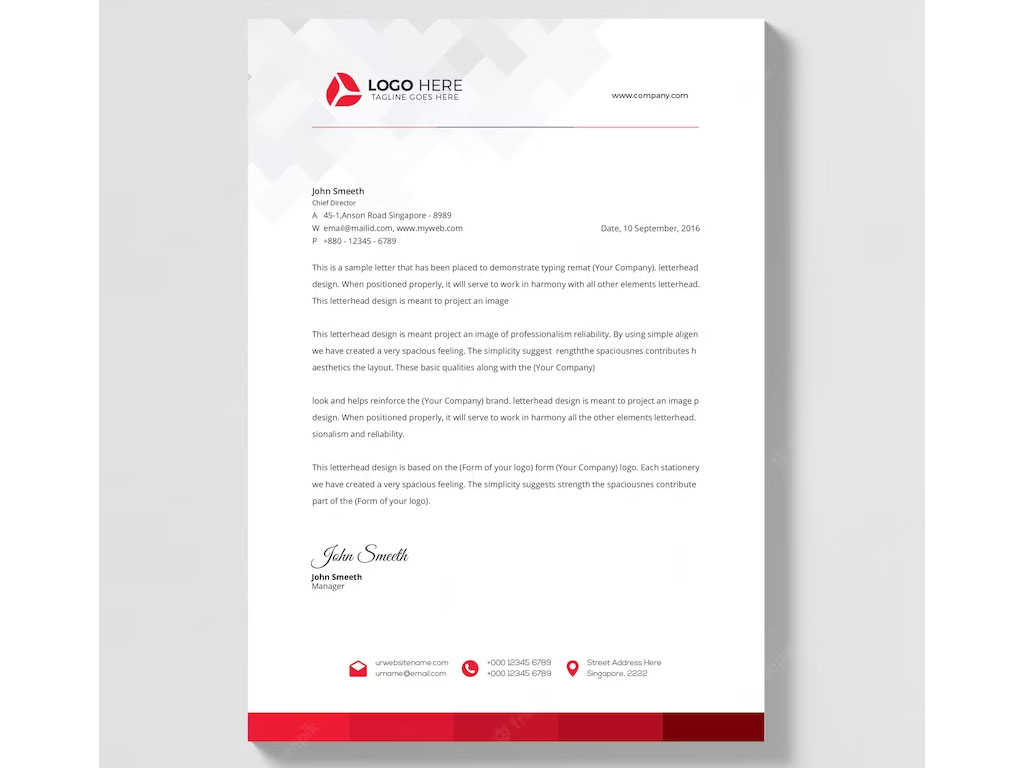 LOGO HERE
TAGLINE GOES HERE
www.company.com
John Smeeth
Chief Director
A 45-1,Anson Road Singapore - 8989
W email@mailid.com, www.myweb.com
Date, 10 September, 2016
P +880 - 12345 - 6789
This is a sample letter that has been placed to demonstrate typing remat (Your Company). letterhead
design. When positioned properly, it will serve to work in harmony with all other elements letterhead.
This letterhead design is meant to project an image
This letterhead design is meant project an image of professionalism reliability. By using simple aligen
we have created a very spacious feeling. The simplicity suggest rengththe spaciousnes contributes h
aesthetics the layout. These basic qualities along with the (Your Company)
look and helps reinforce the (Your Company) brand. letterhead design is meant to project an image p
design. When positioned properly, it will serve to work in harmony all the other elements letterhead.
sionalism and reliability.
This letterhead design is based on the (Form of your logo) form (Your Company) logo. Each stationery
we have created a very spacious feeling. The simplicity suggests strength the spaciousnes contribute
part of the (Form of your logo).
John Smeeth
John Smeeth
Manager
urwebsitename.com
urname@email.com
+000 12345 6789
+000 12345 6789
Street Address Here
Singapore, 2222